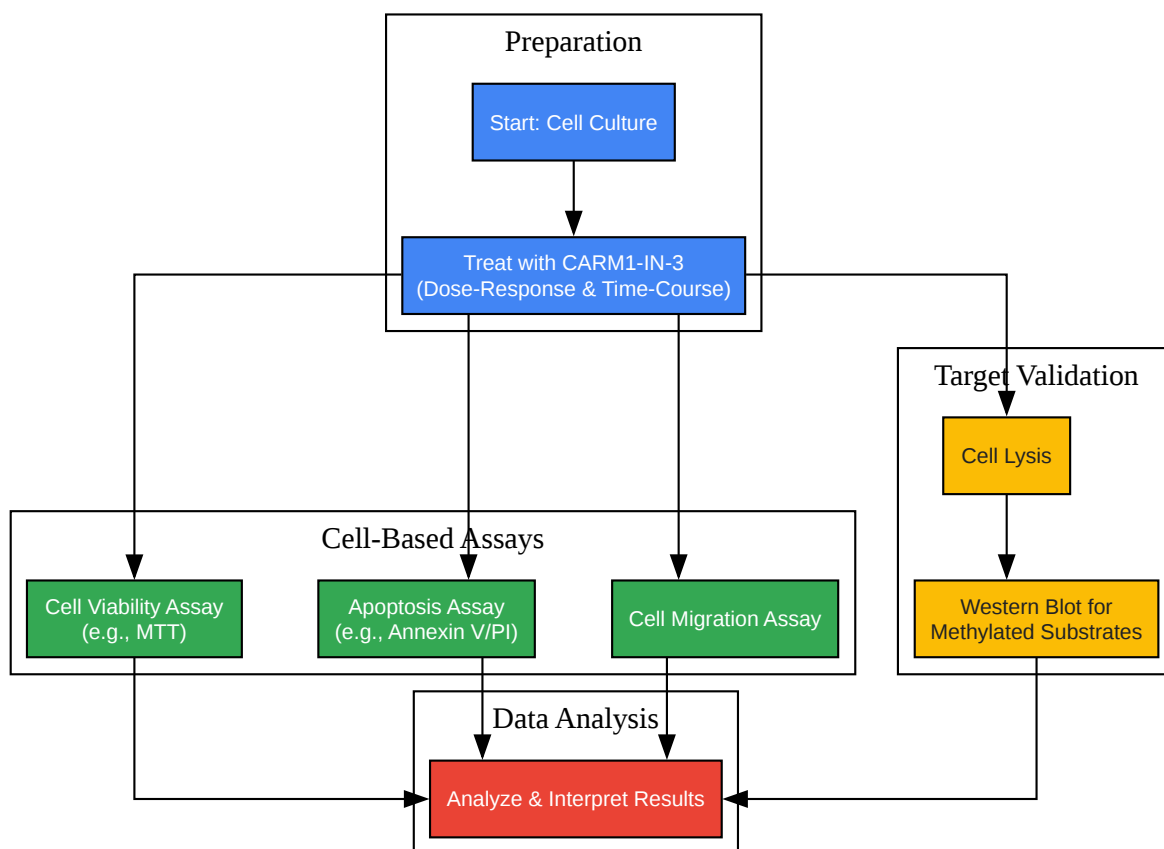 Preparation
Start: Cell Culture
Treat with CARM1-IN-3
(Dose-Response & Time-Course)
Target Validation
Cell Lysis
Cell-Based Assays
Cell Viability Assay
(e.g., MTT)
Apoptosis Assay
(e.g., Annexin V/PI)
Cell Migration Assay
Western Blot for
Methylated Substrates
Data Analysis
Analyze & Interpret Results